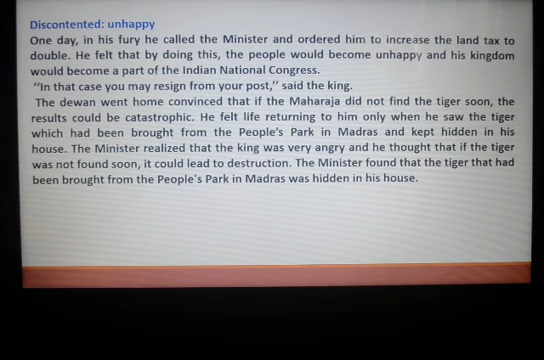 Discontented: unhappy
One day, in his fury he called the Minister and ordered him to increase the land tax to
double. He felt that by doing this, the people would become unhappy and his kingdom
would become a part of the Indian National Congress.
"In that case you may resign from your post," said the king.
The dewan went home convinced that if the Maharaja did not find the tiger soon, the
results could be catastrophic. He felt life returning to him only when he saw the tiger
which had been brought from the People's Park in Madras and kept hidden in his
house. The Minister realized that the king was very angry and he thought that if the tiger
was not found soon, it could lead to destruction. The Minister found that the tiger that had
been brought from the People's Park in Madras was hidden in his house.